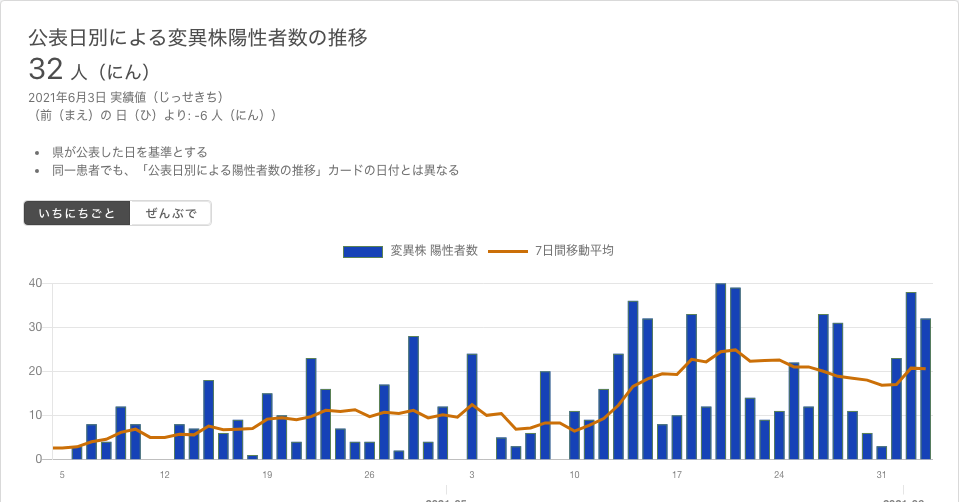 公表日別による変異株陽性者数の推移
32 人（にん）
2021年6月3日 実績値（じっせきち）
（前（まえ）の 日（ひ）より: -6 人（にん））
• 県が公表した日を基準とする
• 同一患者でも、「公表日別による陽性者数の推移」カードの日付とは異なる
いちにちごと ぜんぶで
変異株 陽性者数 7日間移動平均
40
30
20
10
0
5 12 19 26 3 10 17 24 31